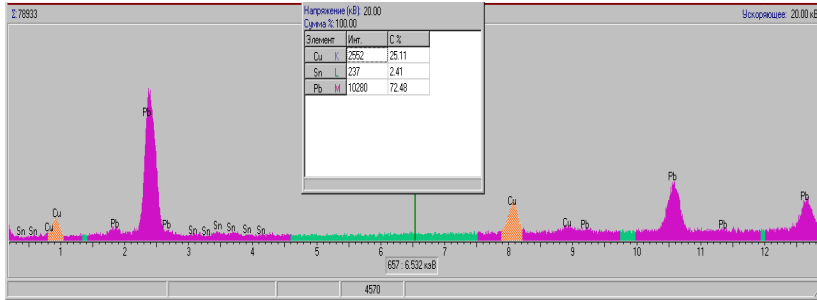 Σ:78933
Напряжение (кВ): 20.00
Ускоряющее: 20.00 кВ
Сумма %: 100.00
Элемент Инт. C %
Cu K 2552 25.11
Sn L 237 2.41
Pb M 10280 72.48
Pb
Pb
Cu
Cu
Pb
Sn Sn Cu Pb Pb Sn Sn Sn Sn Sn Sn Cu Pb Pb
1 2 3 4 5 6 7 8 9 10 11 12
657 : 6.532 кэВ
4570